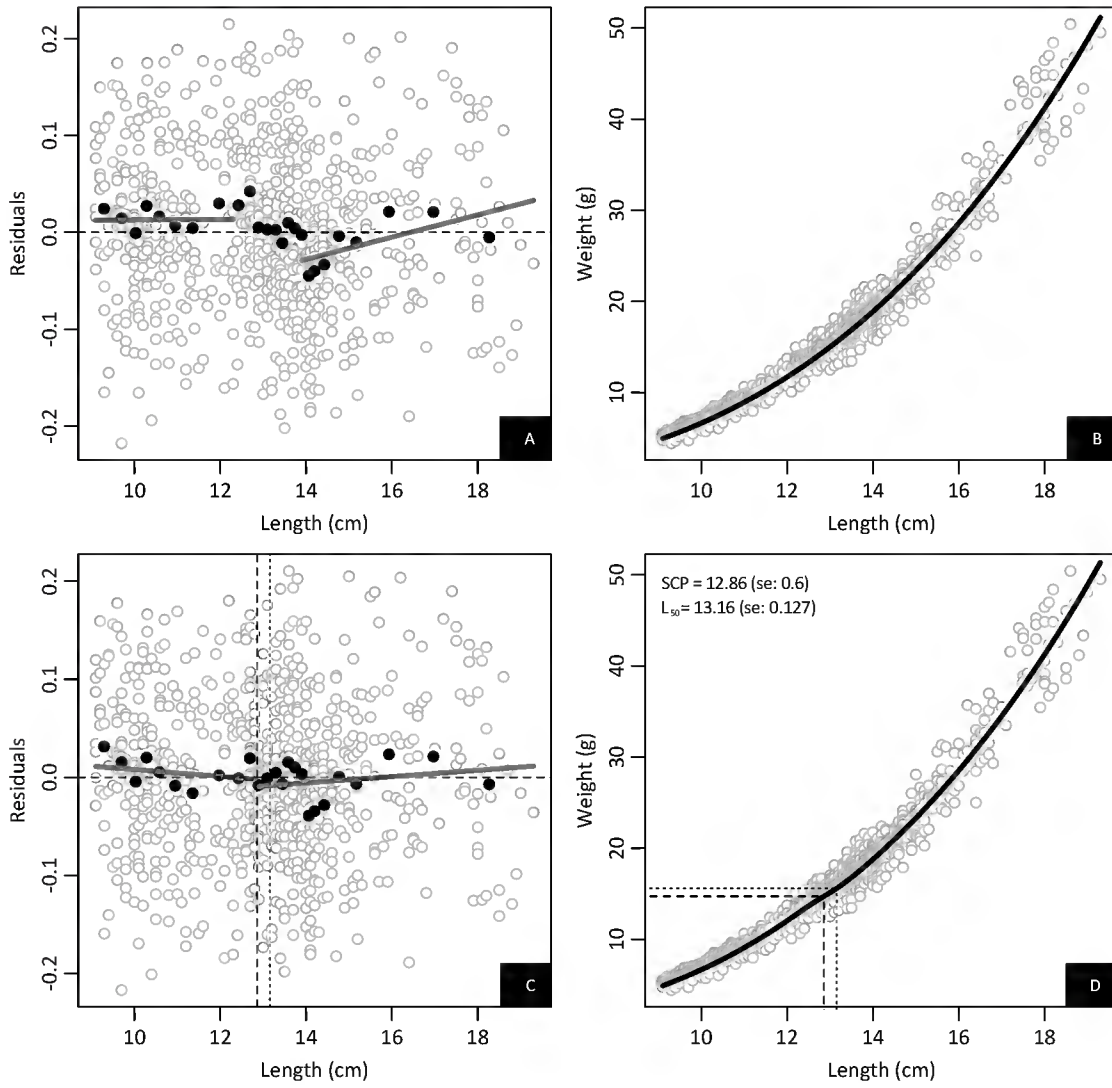 0.2
0.1
0.0
-0.1
-0.2
Residuals
A
10 12 14 16 18
Length (cm)
50
40
30
20
10
Weight (g)
B
10 12 14 16 18
Length (cm)
0.2
0.1
0.0
-0.1
-0.2
Residuals
C
10 12 14 16 18
Length (cm)
SCP = 12.86 (se: 0.6)
L₅₀= 13.16 (se: 0.127)
50
40
30
20
10
Weight (g)
D
10 12 14 16 18
Length (cm)